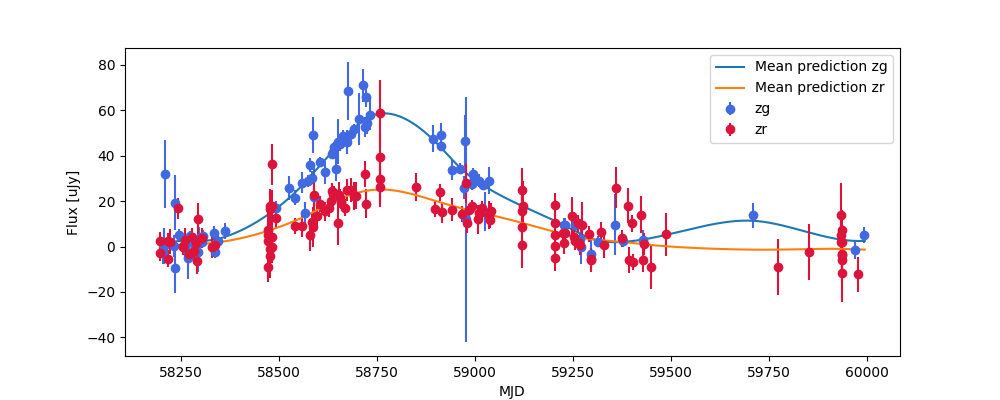 80
60
40
20
0
−20
−40
Flux [uJy]
58250
58500
58750
59000
59250
59500
59750
60000
MJD
Mean prediction zg
Mean prediction zr
zg
zr